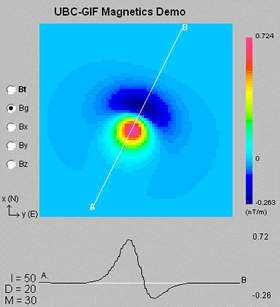 UBC-GIF Magnetics Demo
B
0.724
Bt
Bg
Bx
By
Bz
0
A
-0.263
(nT/m)
x (N)
y (E)
0.72
A
B
I = 50
D = 20
M = 30
-0.26